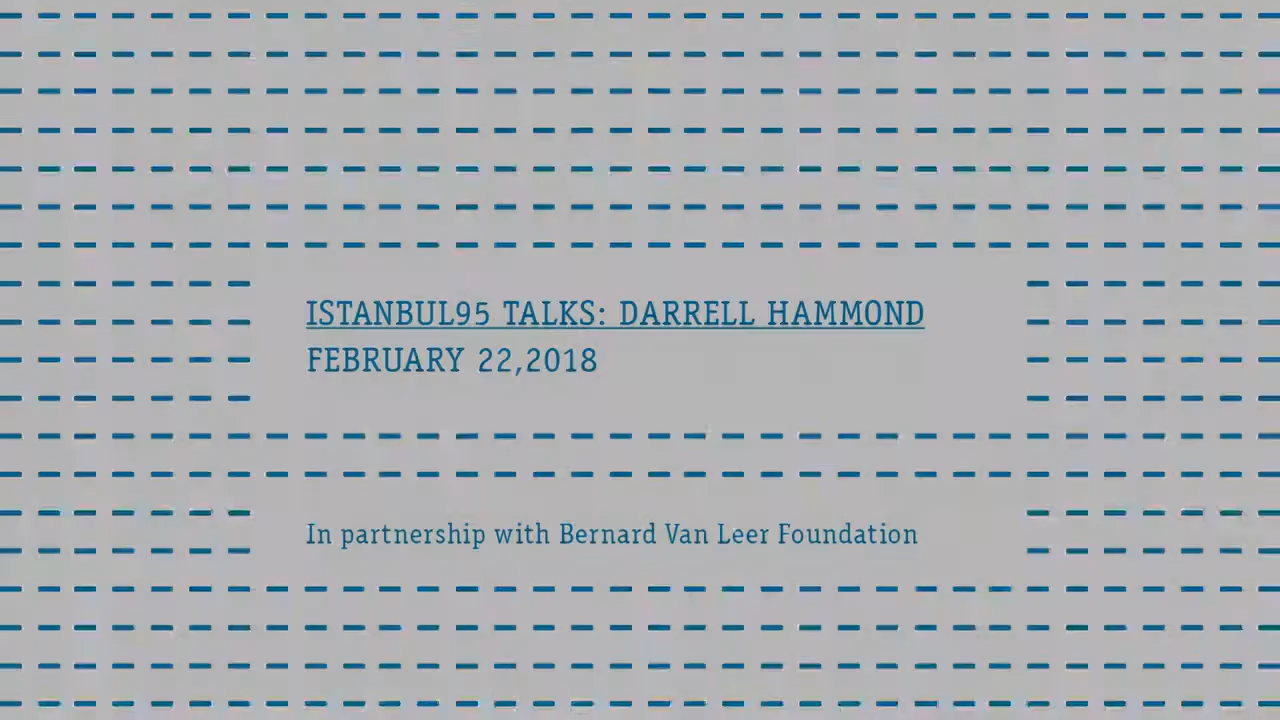 ISTANBUL95 TALKS: DARRELL HAMMOND
FEBRUARY 22,2018
In partnership with Bernard Van Leer Foundation